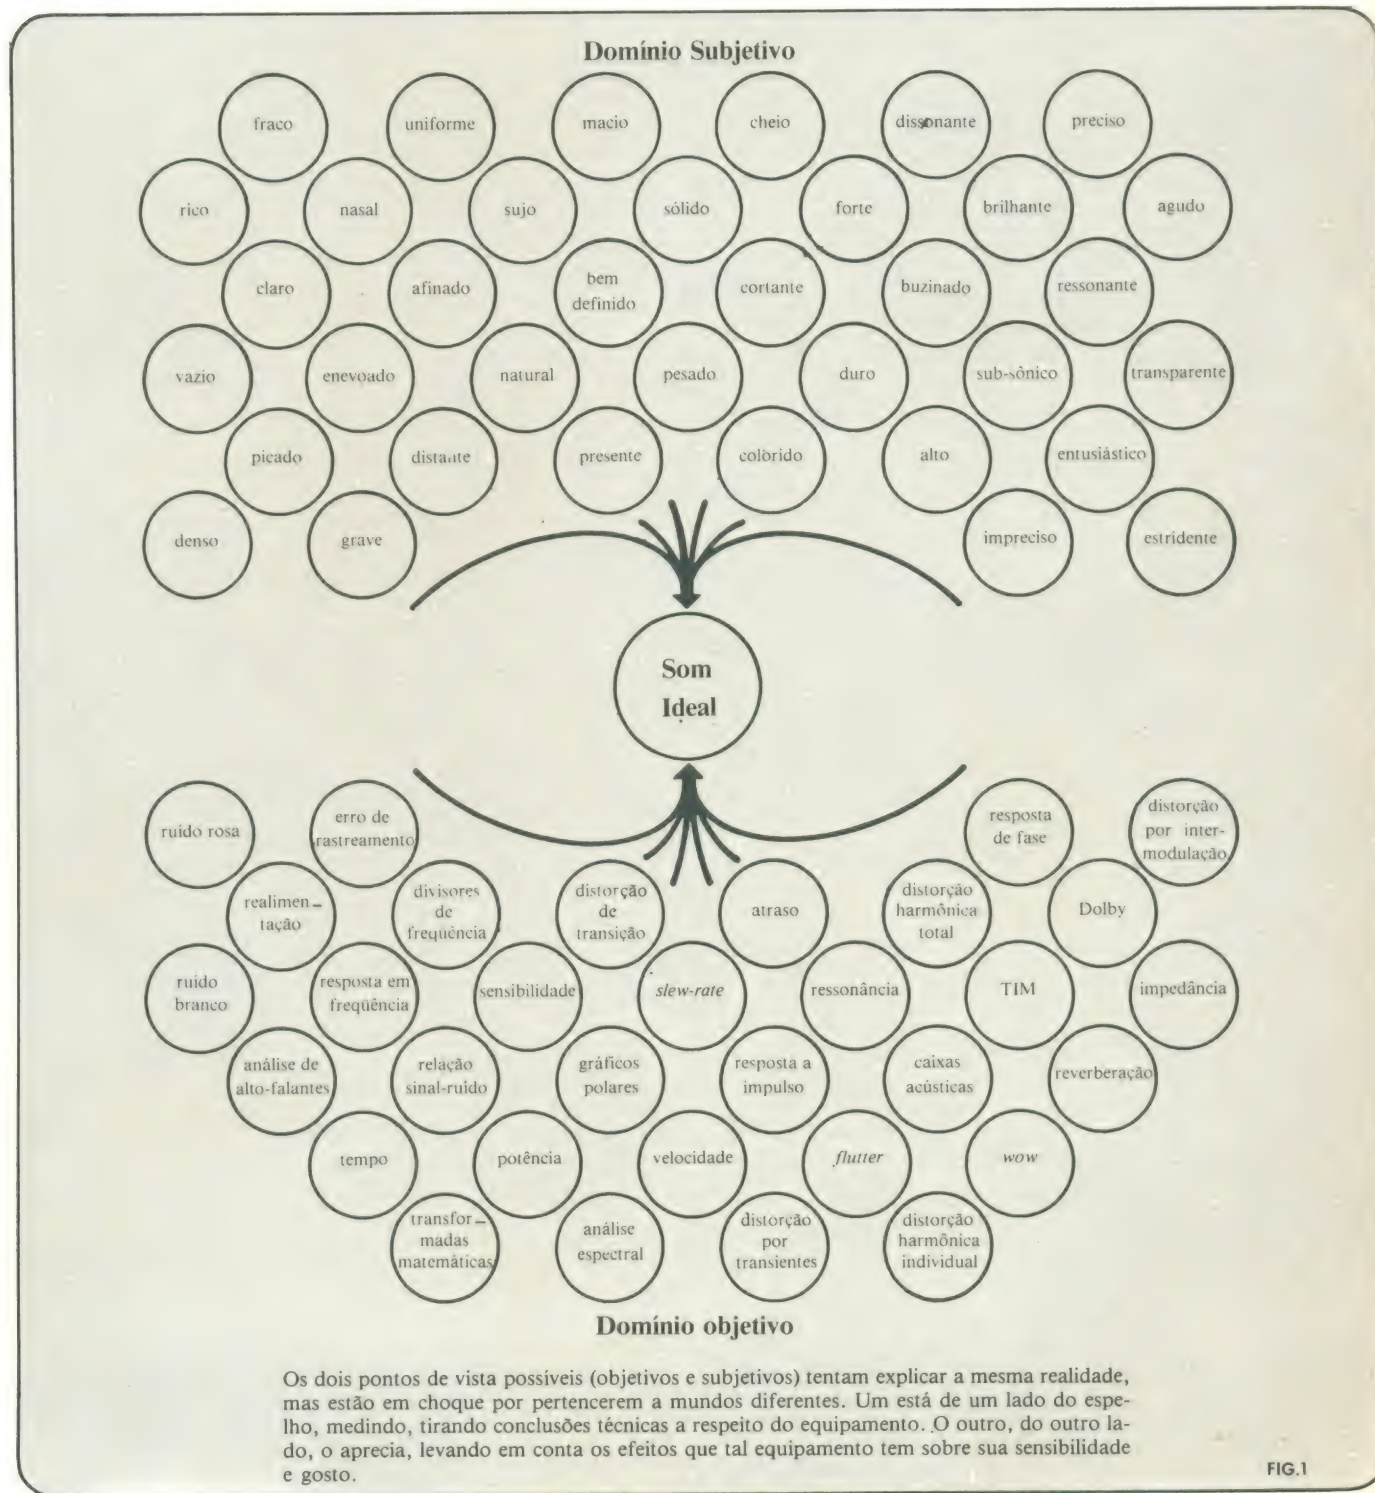 Domínio Subjetivo
fraco
uniforme
macio
cheio
dissonante
preciso
rico
nasal
sujo
sólido
forte
brilhante
agudo
claro
afinado
bem
definido
cortante
buzinado
ressonante
vazio
enevoado
natural
pesado
duro
sub-sônico
transparente
picado
distante
presente
colorido
alto
entusiástico
denso
grave
impreciso
estridente
Som
Ideal
ruído rosa
erro de
rastreamento
resposta
de fase
distorção
por inter-
modulação
realimen-
tação
divisores
de
freqüência
distorção
de
transição
atraso
distorção
harmônica
total
Dolby
ruído
branco
resposta em
freqüência
sensibilidade
slew-rate
ressonância
TIM
impedância
análise de
alto-falantes
relação
sinal-ruído
gráficos
polares
resposta a
impulso
caixas
acústicas
reverberação
tempo
potência
velocidade
flutter
wow
transfor-
madas
matemáticas
análise
espectral
distorção
por
transientes
distorção
harmônica
individual
Domínio objetivo
Os dois pontos de vista possíveis (objetivos e subjetivos) tentam explicar a mesma realidade,
mas estão em choque por pertencerem a mundos diferentes. Um está de um lado do espe-
lho, medindo, tirando conclusões técnicas a respeito do equipamento. O outro, do outro la-
do, o aprecia, levando em conta os efeitos que tal equipamento tem sobre sua sensibilidade
e gosto.
FIG.1